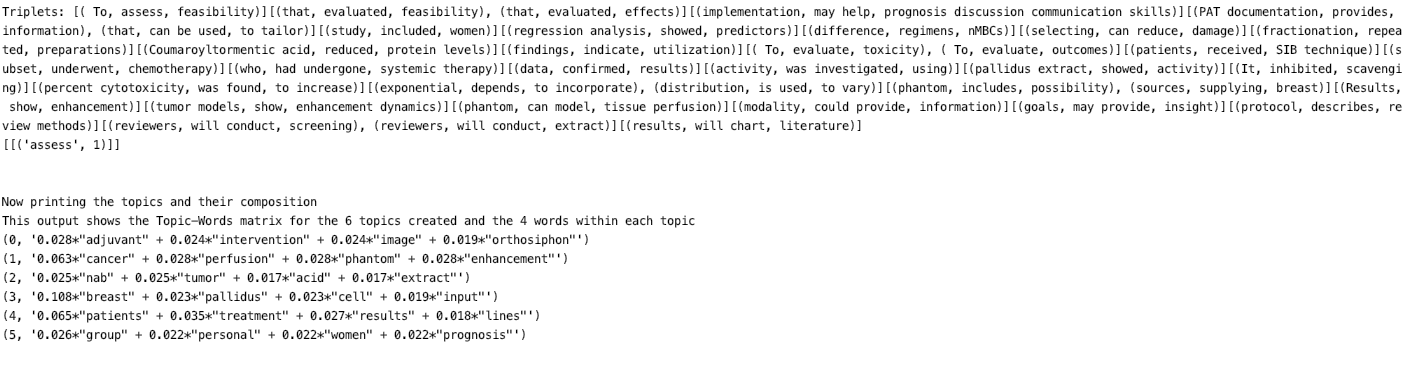 Triplets: [( To, assess, feasibility)][(that, evaluated, feasibility), (that, evaluated, effects)][(implementation, may help, prognosis discussion communication skills)][(PAT documentation, provides,
information), (that, can be used, to tailor)][(study, included, women)][(regression analysis, showed, predictors)][(difference, regimens, nMBCs)][(selecting, can reduce, damage)][(fractionation, repea
ted, preparations)][(Coumaroyltormentic acid, reduced, protein levels)][(findings, indicate, utilization)][( To, evaluate, toxicity), ( To, evaluate, outcomes)][(patients, received, SIB technique)][(s
ubset, underwent, chemotherapy)][(who, had undergone, systemic therapy)][(data, confirmed, results)][(activity, was investigated, using)][(pallidus extract, showed, activity)][(It, inhibited, scavengi
ng)][(percent cytotoxicity, was found, to increase)][(exponential, depends, to incorporate), (distribution, is used, to vary)][(phantom, includes, possibility), (sources, supplying, breast)][(Results,
show, enhancement)][(tumor models, show, enhancement dynamics)][(phantom, can model, tissue perfusion)][(modality, could provide, information)][(goals, may provide, insight)][(protocol, describes, re
view methods)][(reviewers, will conduct, screening), (reviewers, will conduct, extract)][(results, will chart, literature)]
[[('assess', 1)]]
Now printing the topics and their composition
This output shows the Topic-Words matrix for the 6 topics created and the 4 words within each topic
(0, '0.028*"adjuvant" + 0.024*"intervention" + 0.024*"image" + 0.019*"orthosiphon"')
(1, '0.063*"cancer" + 0.028*"perfusion" + 0.028*"phantom" + 0.028*"enhancement"')
(2, '0.025*"nab" + 0.025*"tumor" + 0.017*"acid" + 0.017*"extract"')
(3, '0.108*"breast" + 0.023*"pallidus" + 0.023*"cell" + 0.019*"input"')
(4, '0.065*"patients" + 0.035*"treatment" + 0.027*"results" + 0.018*"lines"')
(5, '0.026*"group" + 0.022*"personal" + 0.022*"women" + 0.022*"prognosis"')